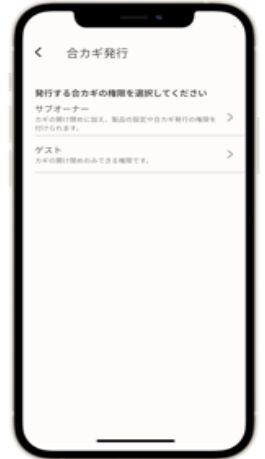 合カギ発行
発行する合カギの権限を選択してください
サブオーナー
カギの開け閉めに加え、製品の設定や合カギ発行の権限を
付けられます。
ゲスト
カギの開け閉めのみできる権限です。